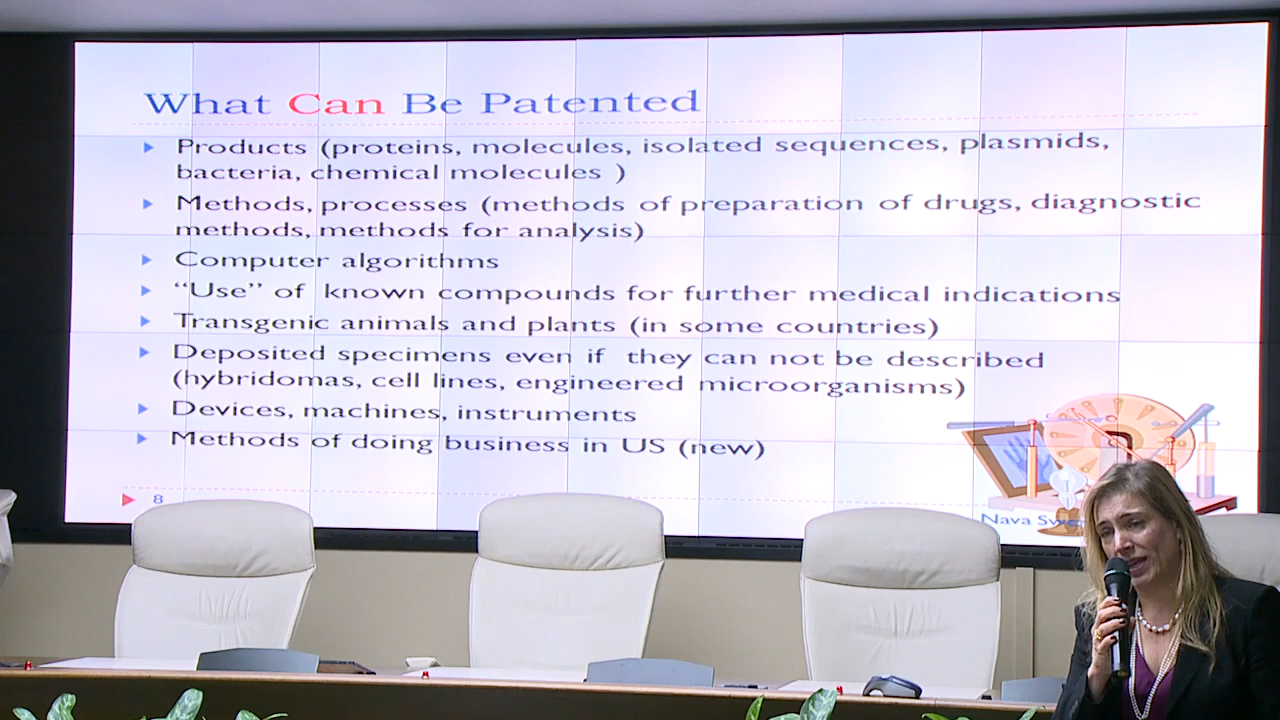 What Can Be Patented
Products (proteins, molecules, isolated sequences, plasmids,
bacteria, chemical molecules )
Methods, processes (methods of preparation of drugs, diagnostic
methods, methods for analysis)
Computer algorithms
“Use” of known compounds for further medical indications
Transgenic animals and plants (in some countries)
Deposited specimens even if they can not be described
(hybridomas, cell lines, engineered microorganisms)
Devices, machines, instruments
Methods of doing business in US (new)
8
Nava